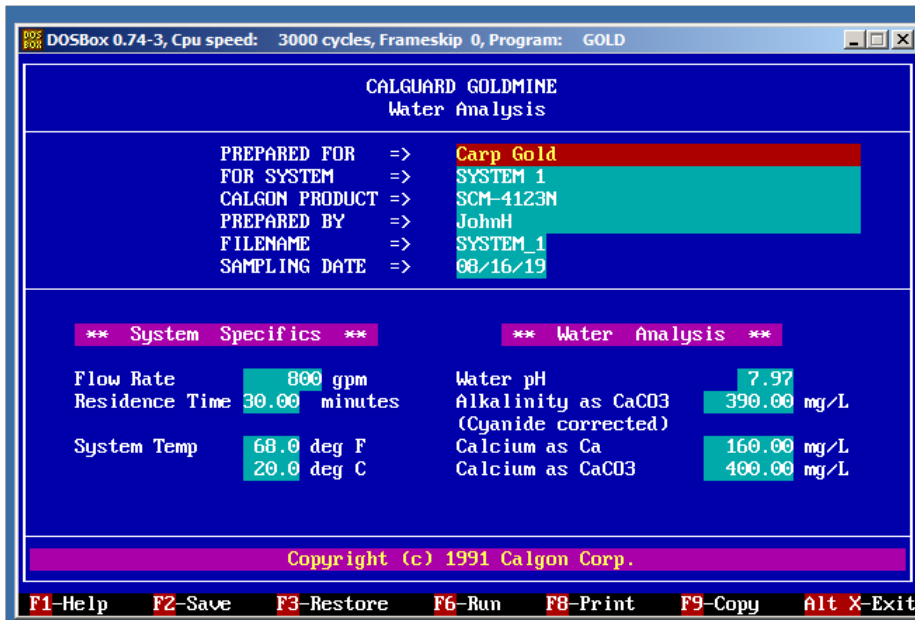 DOSBox 0.74-3, Cpu speed: 3000 cycles, Frameskip 0, Program: GOLD
CALGUARD GOLDMINE
Water Analysis
PREPARED FOR => Carp Gold
FOR SYSTEM => SYSTEM 1
CALGON PRODUCT => SCM-4123N
PREPARED BY => JohnH
FILENAME => SYSTEM_1
SAMPLING DATE => 08/16/19
** System Specifics ** ** Water Analysis **
Flow Rate 800 gpm Water pH 7.97
Residence Time 30.00 minutes Alkalinity as CaCO3 390.00 mg/L
(Cyanide corrected)
System Temp 68.0 deg F Calcium as Ca 160.00 mg/L
20.0 deg C Calcium as CaCO3 400.00 mg/L
Copyright (c) 1991 Calgon Corp.
F1-Help F2-Save F3-Restore F6-Run F8-Print F9-Copy Alt X-Exit